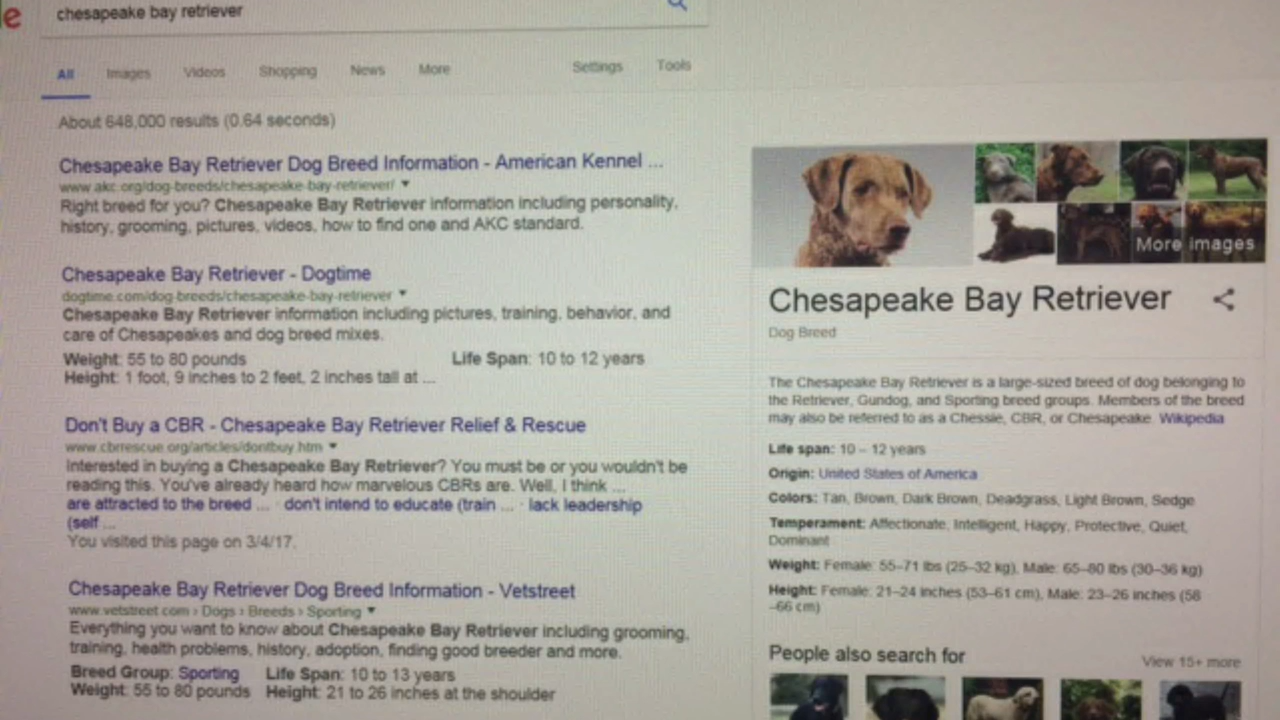 e
chesapeake bay retriever
All Images Videos Shopping News More Settings Tools
About 648,000 results (0.64 seconds)
Chesapeake Bay Retriever Dog Breed Information - American Kennel ...
www.akc.org/dog-breeds/chesapeake-bay-retriever/
Right breed for you? Chesapeake Bay Retriever information including personality,
history, grooming, pictures, videos, how to find one and AKC standard.
Chesapeake Bay Retriever - Dogtime
dogtime.com/dog-breeds/chesapeake-bay-retriever
Chesapeake Bay Retriever information including pictures, training, behavior, and
care of Chesapeakes and dog breed mixes.
Weight: 55 to 80 pounds Life Span: 10 to 12 years
Height: 1 foot, 9 inches to 2 feet, 2 inches tall at ...
Don't Buy a CBR - Chesapeake Bay Retriever Relief & Rescue
www.cbrrescue.org/articles/dontbuy.htm
Interested in buying a Chesapeake Bay Retriever? You must be or you wouldn't be
reading this. You've already heard how marvelous CBRs are. Well, I think ...
are attracted to the breed ... · don't intend to educate (train ... · lack leadership
(self ...
You visited this page on 3/4/17.
Chesapeake Bay Retriever Dog Breed Information - Vetstreet
www.vetstreet.com › Dogs › Breeds › Sporting
Everything you want to know about Chesapeake Bay Retriever including grooming,
training, health problems, history, adoption, finding good breeder and more.
Breed Group: Sporting Life Span: 10 to 13 years
Weight: 55 to 80 pounds Height: 21 to 26 inches at the shoulder
More images
Chesapeake Bay Retriever
Dog Breed
The Chesapeake Bay Retriever is a large-sized breed of dog belonging to
the Retriever, Gundog, and Sporting breed groups. Members of the breed
may also be referred to as a Chessie, CBR, or Chesapeake. Wikipedia
Life span: 10 – 12 years
Origin: United States of America
Colors: Tan, Brown, Dark Brown, Deadgrass, Light Brown, Sedge
Temperament: Affectionate, Intelligent, Happy, Protective, Quiet,
Dominant
Weight: Female: 55–71 lbs (25–32 kg), Male: 65–80 lbs (30–36 kg)
Height: Female: 21–24 inches (53–61 cm), Male: 23–26 inches (58
–66 cm)
People also search for View 15+ more